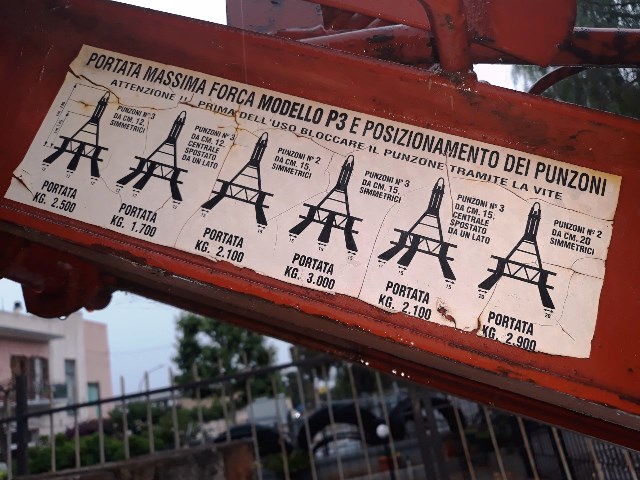 PORTATA MASSIMA FORCA MODELLO P3 E POSIZIONAMENTO DEI PUNZONI
ATTENZIONE !! PRIMA DELL'USO BLOCCARE IL PUNZONE TRAMITE LA VITE
PUNZONI N° 3
DA CM. 12
SIMMETRICI
PORTATA
KG. 2.500
PUNZONI N° 3
DA CM. 12,
CENTRALE
SPOSTATO
DA UN LATO
PORTATA
KG. 1.700
PUNZONI N° 2
DA CM. 15,
SIMMETRICI
PORTATA
KG. 2.100
PUNZONI N° 3
DA CM. 15,
SIMMETRICI
PORTATA
KG. 3.000
PUNZONI N° 3
DA CM. 15,
CENTRALE
SPOSTATO
DA UN LATO
PORTATA
KG. 2.100
PUNZONI N° 2
DA CM. 20
SIMMETRICI
PORTATA
KG. 2.900